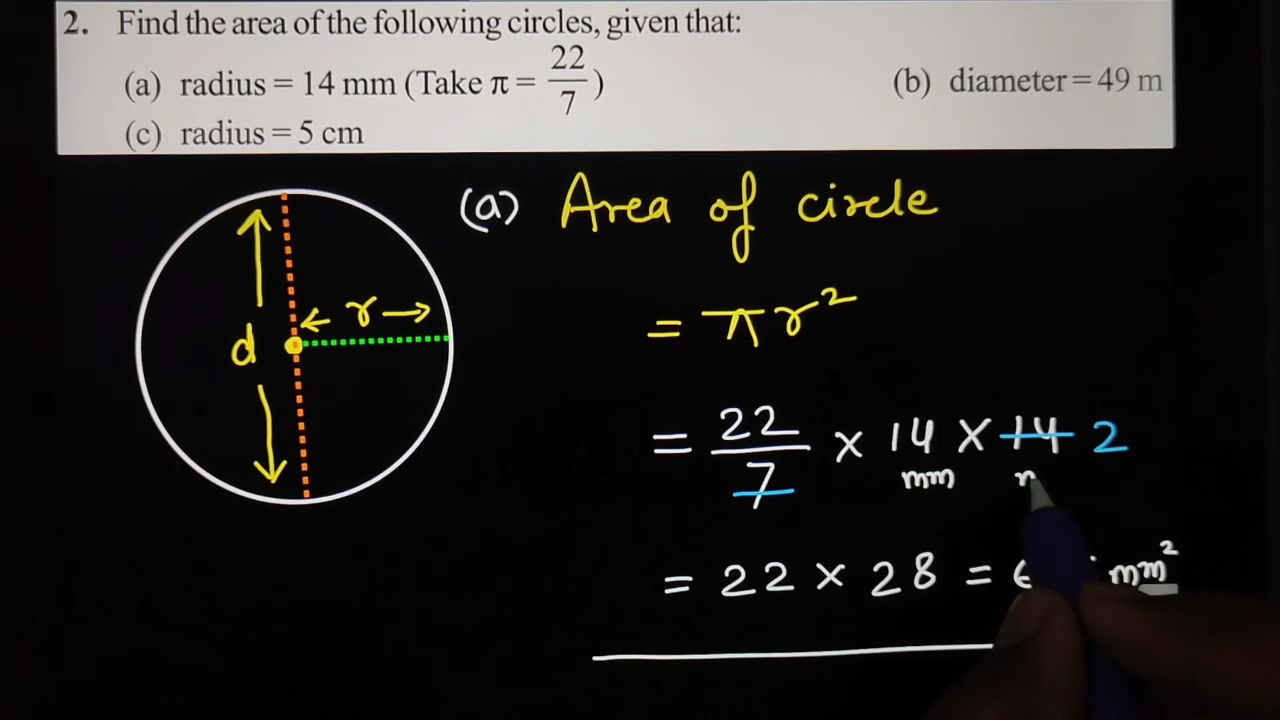 2. Find the area of the following circles, given that:
(a) radius = 14 mm (Take π = 22/7) (b) diameter = 49 m
(c) radius = 5 cm
(a) Area of circle
d
r
= πr²
= 22/7 × 14 × 14 2
mm
= 22 × 28 = mm²